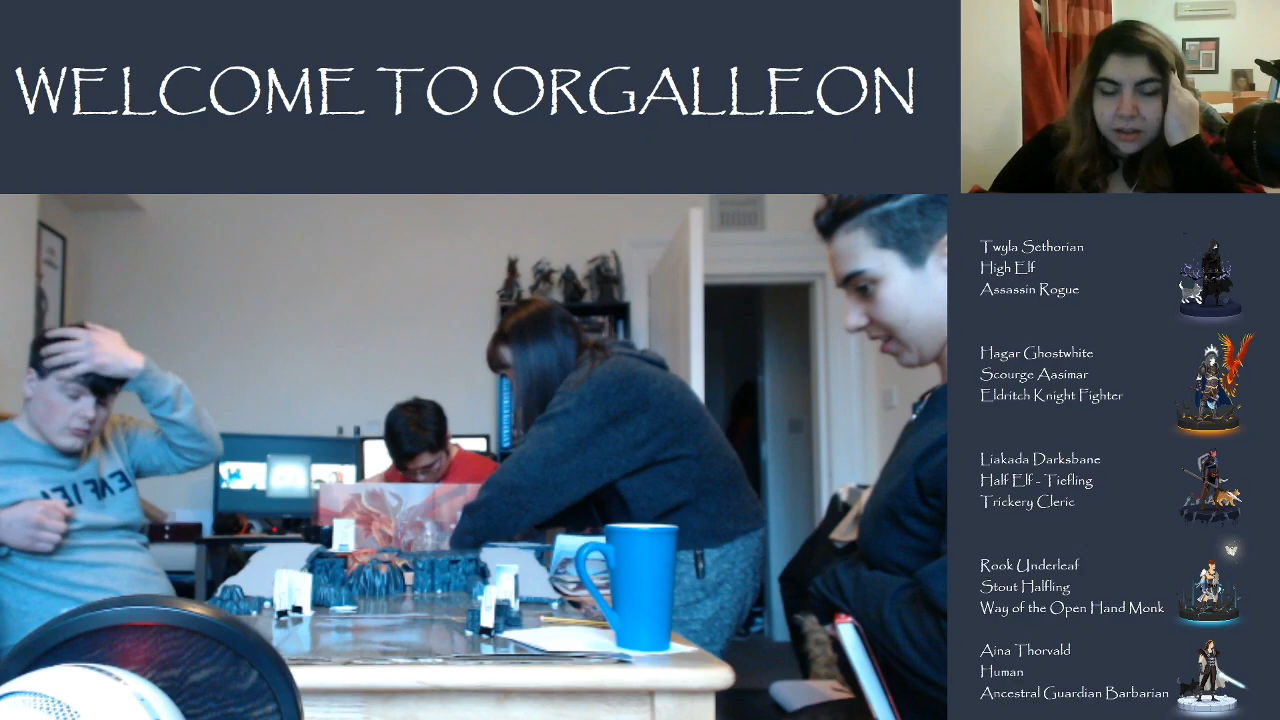 WELCOME TO ORGALLEON
Twyla Sethorian
High Elf
Assassin Rogue
Hagar Ghostwhite
Scourge Aasimar
Eldritch Knight Fighter
Liakada Darksbane
Half Elf - Tiefling
Trickery Cleric
Rook Underleaf
Stout Halfling
Way of the Open Hand Monk
Aina Thorvald
Human
Ancestral Guardian Barbarian